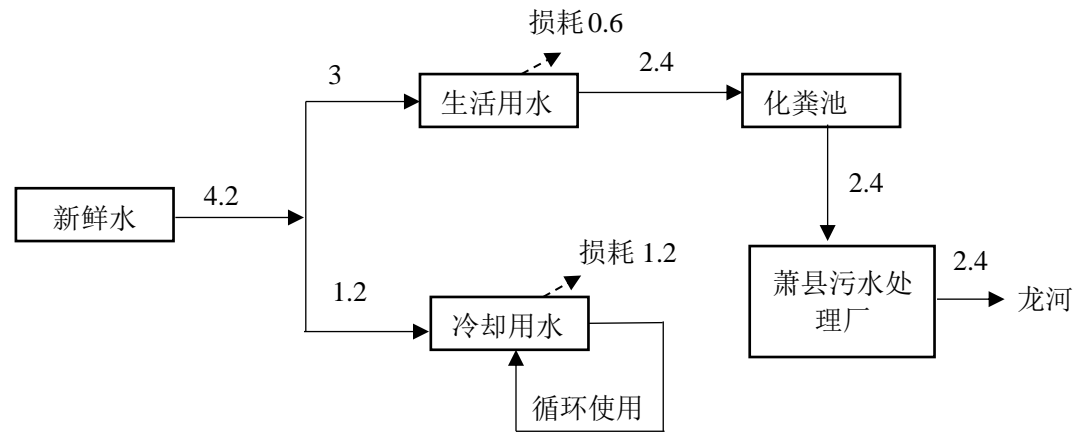 损耗0.6
3
2.4
生活用水
化粪池
2.4
4.2
新鲜水
损耗 1.2
2.4
1.2
萧县污水处
理厂
龙河
冷却用水
循环使用